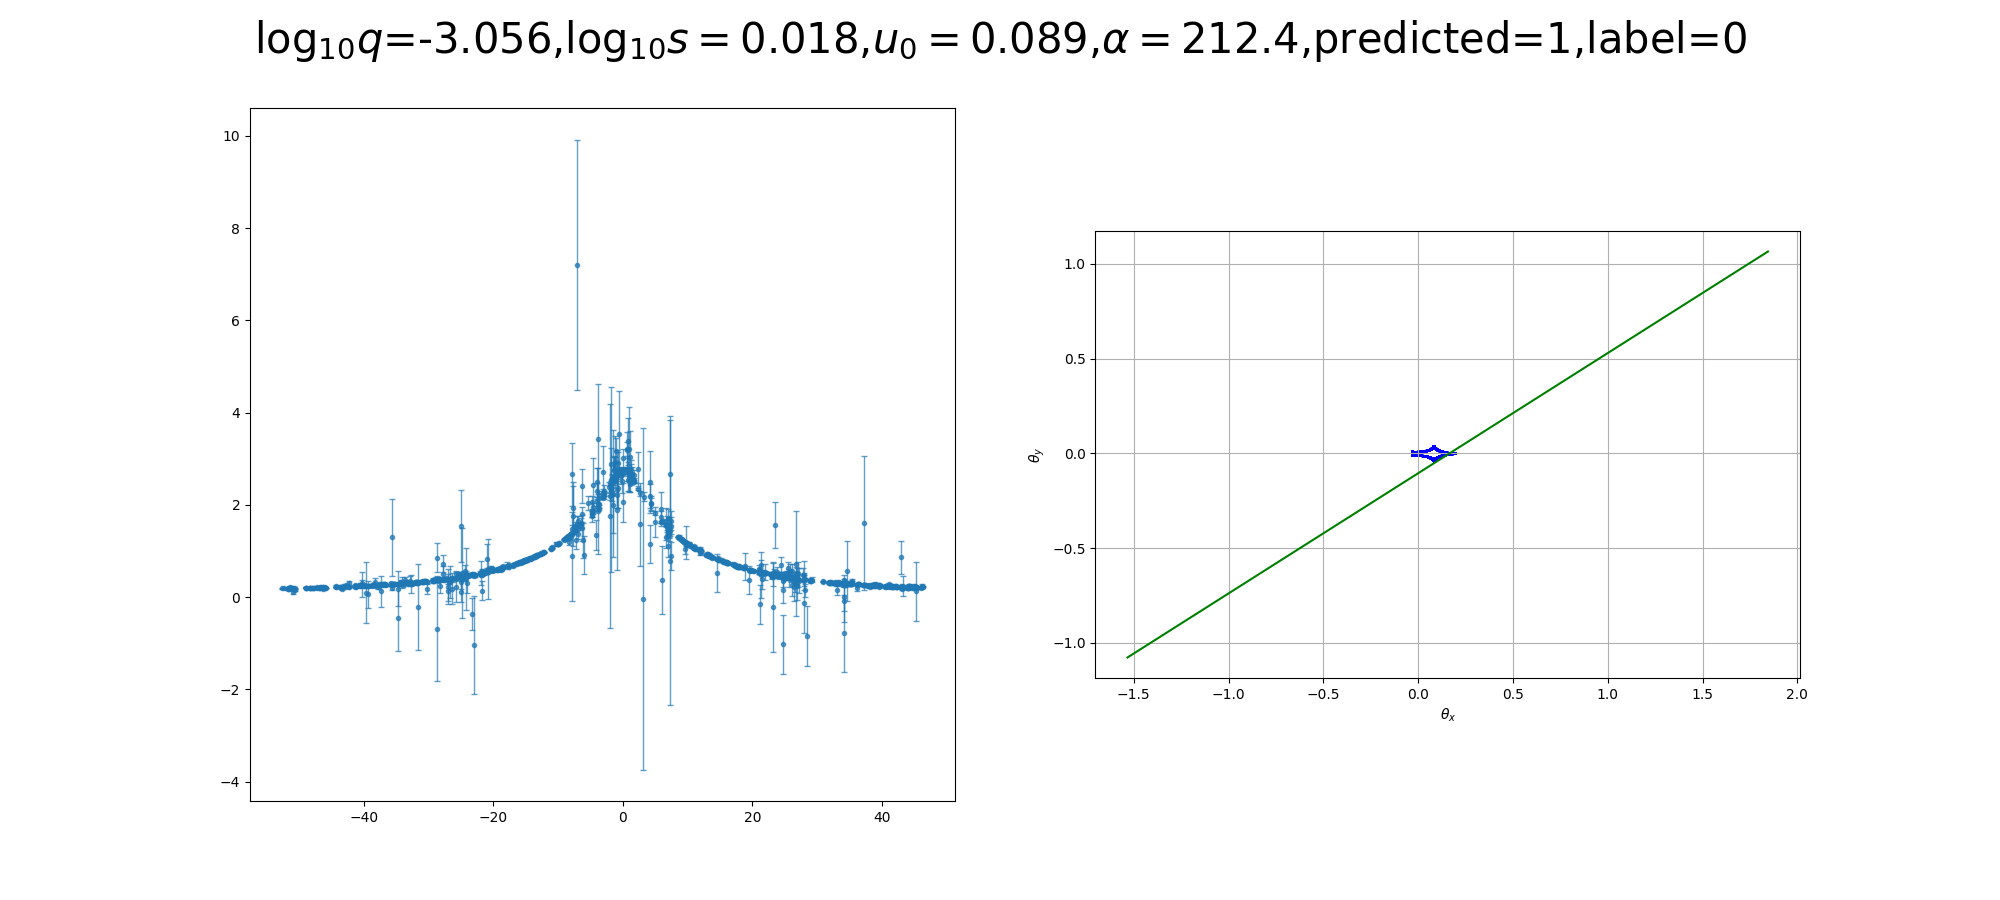 log₁₀q=-3.056,log₁₀s = 0.018,u₀ = 0.089,α = 212.4,predicted=1,label=0
10
8
6
4
2
0
−2
−4
−40 −20 0 20 40
1.0
0.5
0.0
−0.5
−1.0
θy
−1.5 −1.0 −0.5 0.0 0.5 1.0 1.5 2.0
θx